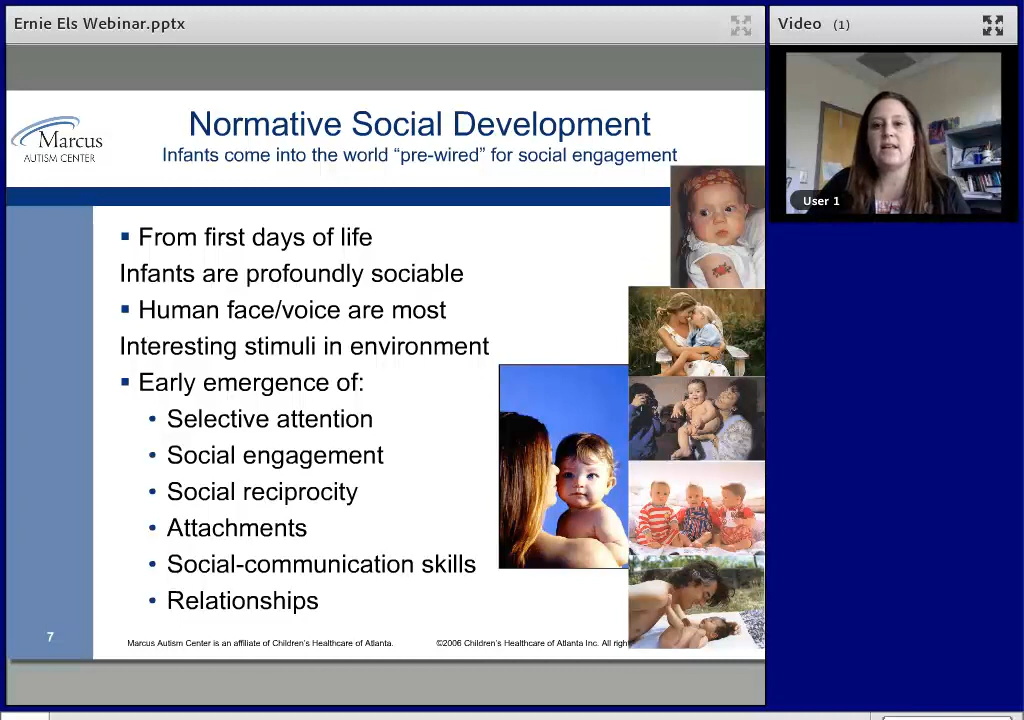 Ernie Els Webinar.pptx
Video (1)
Marcus
AUTISM CENTER
Normative Social Development
Infants come into the world “pre-wired” for social engagement
User 1
▪ From first days of life
Infants are profoundly sociable
▪ Human face/voice are most
Interesting stimuli in environment
▪ Early emergence of:
• Selective attention
• Social engagement
• Social reciprocity
• Attachments
• Social-communication skills
• Relationships
7
Marcus Autism Center is an affiliate of Children's Healthcare of Atlanta.
©2006 Children's Healthcare of Atlanta Inc. All